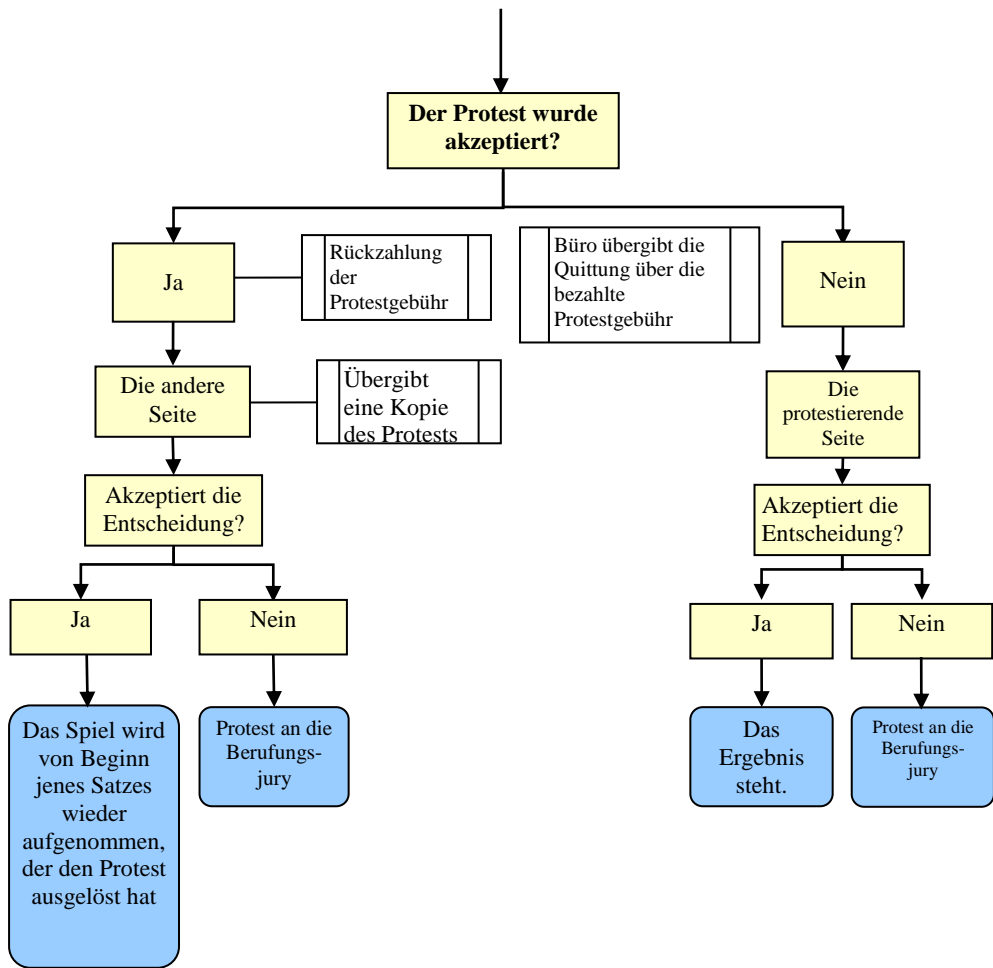 Der Protest wurde
akzeptiert?
Ja
Rückzahlung
der
Protestgebühr
Büro übergibt die
Quittung über die
bezahlte
Protestgebühr
Nein
Die andere
Seite
Übergibt
eine Kopie
des Protests
Die
protestierende
Seite
Akzeptiert die
Entscheidung?
Akzeptiert die
Entscheidung?
Ja
Nein
Ja
Nein
Das Spiel wird
von Beginn
jenes Satzes
wieder
aufgenommen,
der den Protest
ausgelöst hat
Protest an die
Berufungs-
jury
Das
Ergebnis
steht.
Protest an die
Berufungs-
jury